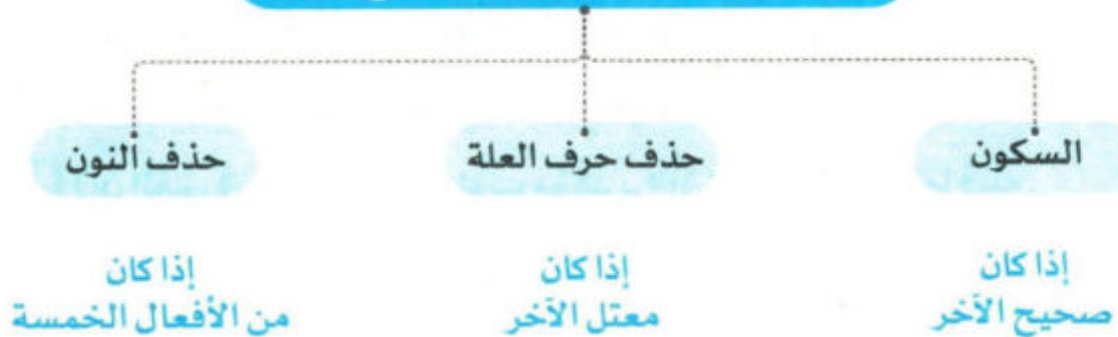 السكون
حذف حرف العلة
حذف النون
إذا كان
صحيح الآخر
إذا كان
معتل الآخر
إذا كان
من الأفعال الخمسة